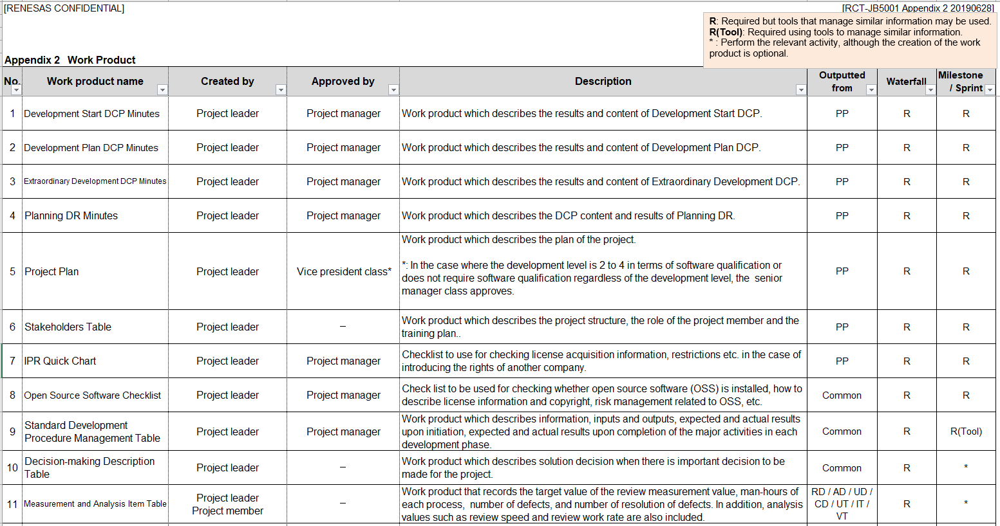 [RENESAS CONFIDENTIAL]
[RCT-JB5001 Appendix 2 20190628]
R: Required but tools that manage similar information may be used.
R(Tool): Required using tools to manage similar information.
* : Perform the relevant activity, although the creation of the work
product is optional.
Appendix 2 Work Product
No. Work product name Created by Approved by Description Outputted from Waterfall Milestone / Sprint
1 Development Start DCP Minutes Project leader Project manager Work product which describes the results and content of Development Start DCP. PP R R
2 Development Plan DCP Minutes Project leader Project manager Work product which describes the results and content of Development Plan DCP. PP R R
3 Extraordinary Development DCP Minutes Project leader Project manager Work product which describes the results and content of Extraordinary Development DCP. PP R R
4 Planning DR Minutes Project leader Project manager Work product which describes the DCP content and results of Planning DR. PP R R
5 Project Plan Project leader Vice president class*
Work product which describes the plan of the project.
*: In the case where the development level is 2 to 4 in terms of software qualification or
does not require software qualification regardless of the development level, the  senior
manager class approves.
PP R R
6 Stakeholders Table Project leader –
Work product which describes the project structure, the role of the project member and the
training plan..
PP R R
7 IPR Quick Chart Project leader Project manager
Checklist to use for checking license acquisition information, restrictions etc. in the case of
introducing the rights of another company.
PP R R
8 Open Source Software Checklist Project leader Project manager
Check list to be used for checking whether open source software (OSS) is installed, how to
describe license information and copyright, risk management related to OSS, etc.
Common R R
9 Standard Development
Procedure Management Table
Project leader Project manager
Work product which describes information, inputs and outputs, expected and actual results
upon initiation, expected and actual results upon completion of the major activities in each
development phase.
Common R R(Tool)
10 Decision-making Description
Table
Project leader –
Work product which describes solution decision when there is important decision to be
made for the project.
Common R *
11 Measurement and Analysis Item Table
Project leader
Project member
–
Work product that records the target value of the review measurement value, man-hours of
each process,  number of defects, and number of resolution of defects. In addition, analysis
values such as review speed and review work rate are also included.
RD / AD / UD /
CD / UT / IT /
VT
R *